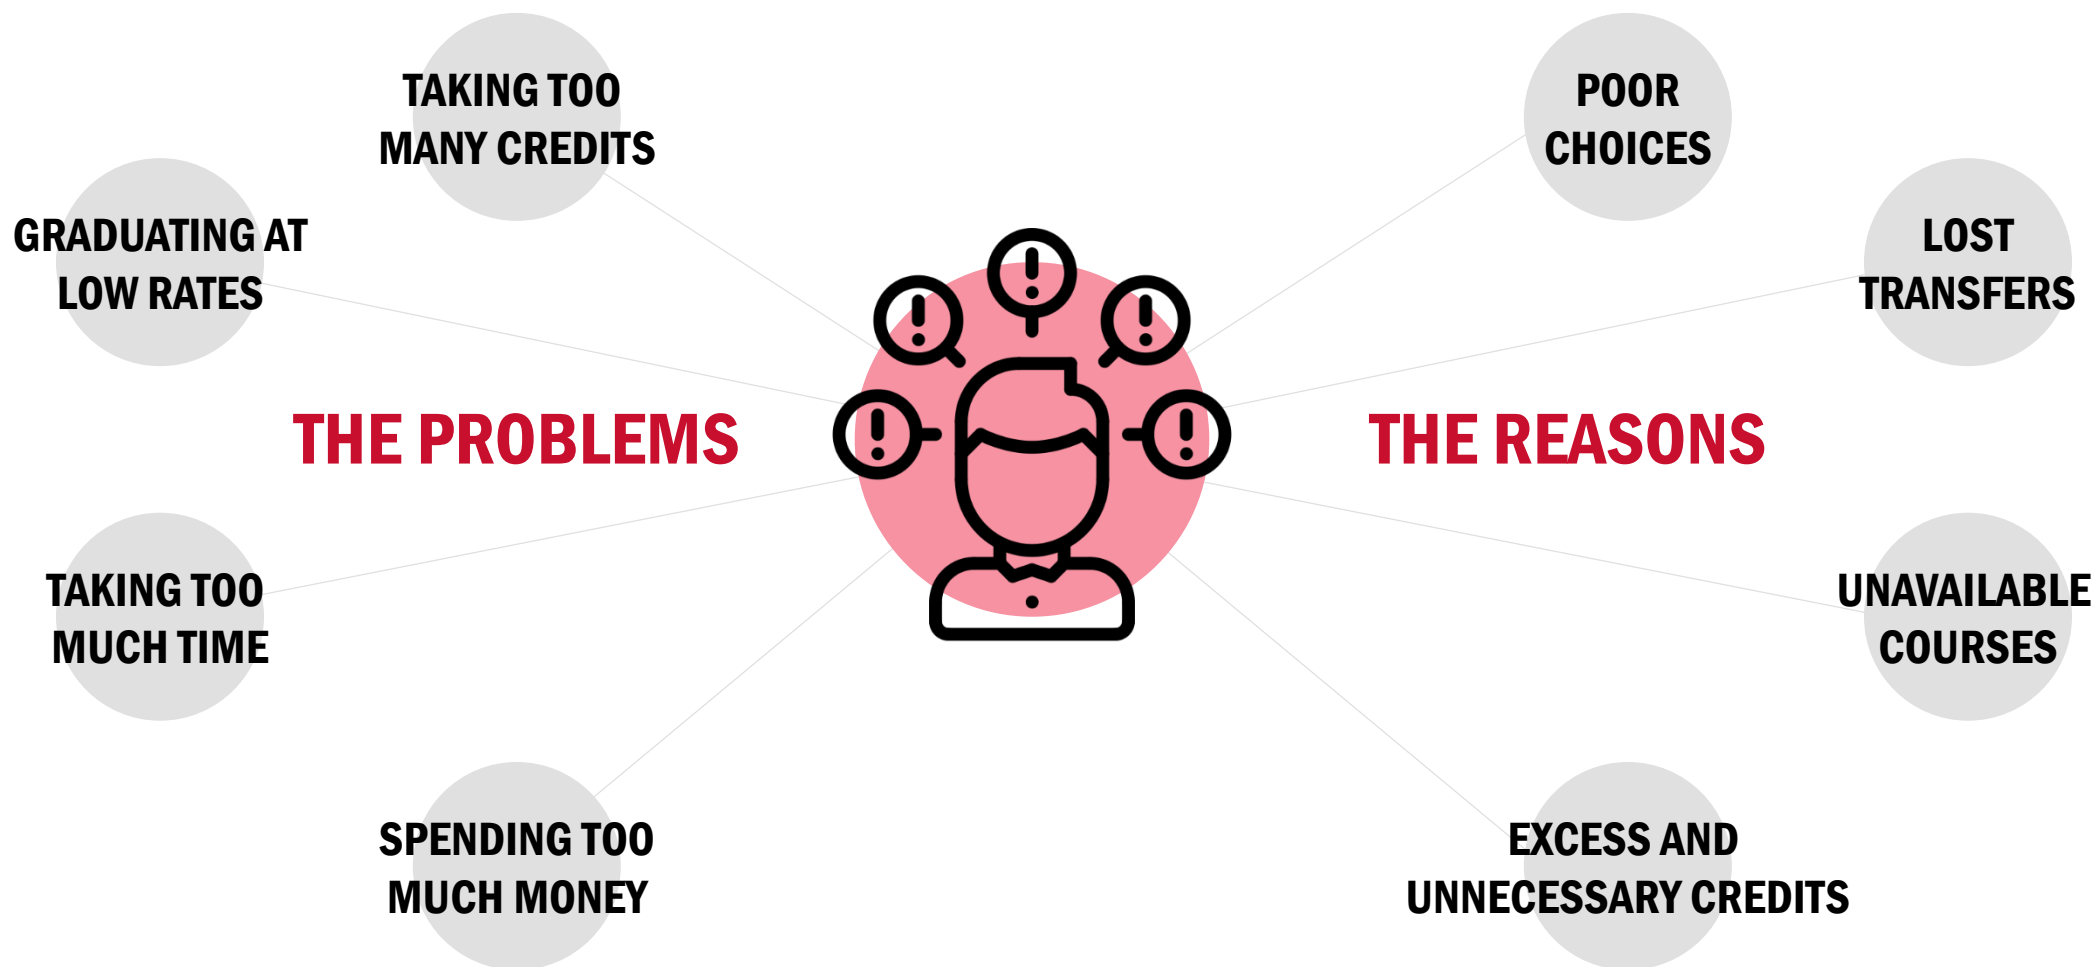 TAKING TOO
MANY CREDITS
GRADUATING AT
LOW RATES
THE PROBLEMS
TAKING TOO
MUCH TIME
SPENDING TOO
MUCH MONEY
POOR
CHOICES
LOST
TRANSFERS
THE REASONS
UNAVAILABLE
COURSES
EXCESS AND
UNNECESSARY CREDITS